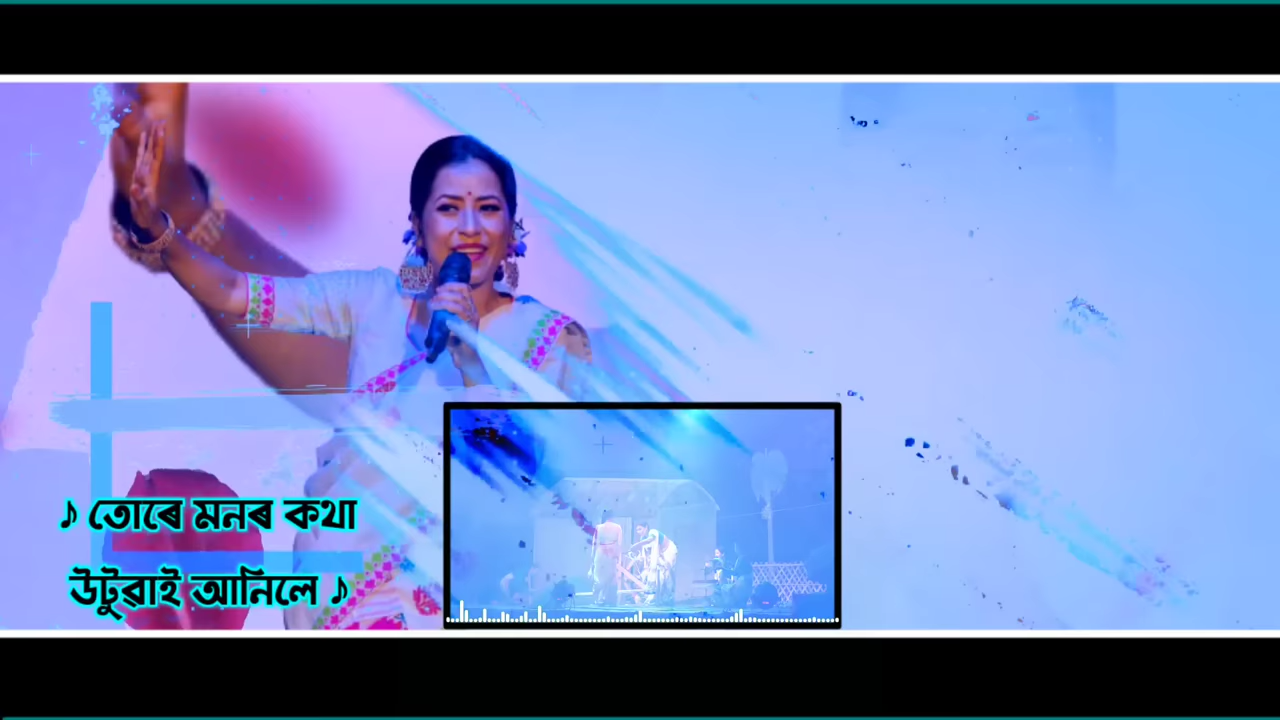 ♪ তোৰে মনৰ কথা
উটুৱাই আনিলে ♪